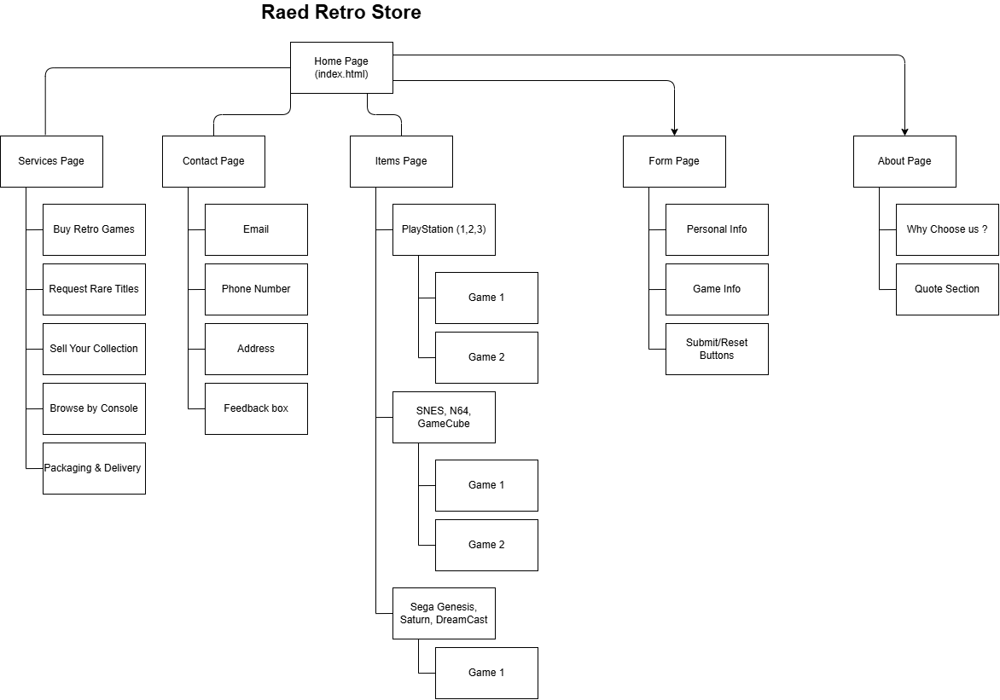 Raed Retro Store
Home Page
(index.html)
Services Page
Contact Page
Items Page
Form Page
About Page
Buy Retro Games
Request Rare Titles
Sell Your Collection
Browse by Console
Packaging & Delivery
Email
Phone Number
Address
Feedback box
PlayStation (1,2,3)
Game 1
Game 2
SNES, N64,
GameCube
Game 1
Game 2
Sega Genesis,
Saturn, DreamCast
Game 1
Personal Info
Game Info
Submit/Reset
Buttons
Why Choose us ?
Quote Section